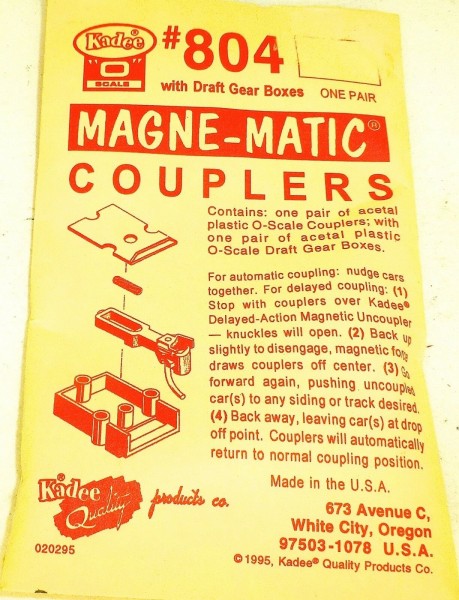 Kadee®
"O"
SCALE
#804
with Draft Gear Boxes
ONE PAIR
MAGNE-MATIC®
COUPLERS
Contains: one pair of acetal
plastic O-Scale Couplers; with
one pair of acetal plastic
O-Scale Draft Gear Boxes.
For automatic coupling: nudge cars
together. For delayed coupling: (1)
Stop with couplers over Kadee®
Delayed-Action Magnetic Uncoupler
— knuckles will open. (2) Back up
slightly to disengage, magnetic force
draws couplers off center. (3) Go
forward again, pushing uncoupled
car(s) to any siding or track desired.
(4) Back away, leaving car(s) at drop
off point. Couplers will automatically
return to normal coupling position.
Made in the U.S.A.
Kadee®
Quality products co.
673 Avenue C,
White City, Oregon
97503-1078 U.S.A.
020295
©1995, Kadee® Quality Products Co.